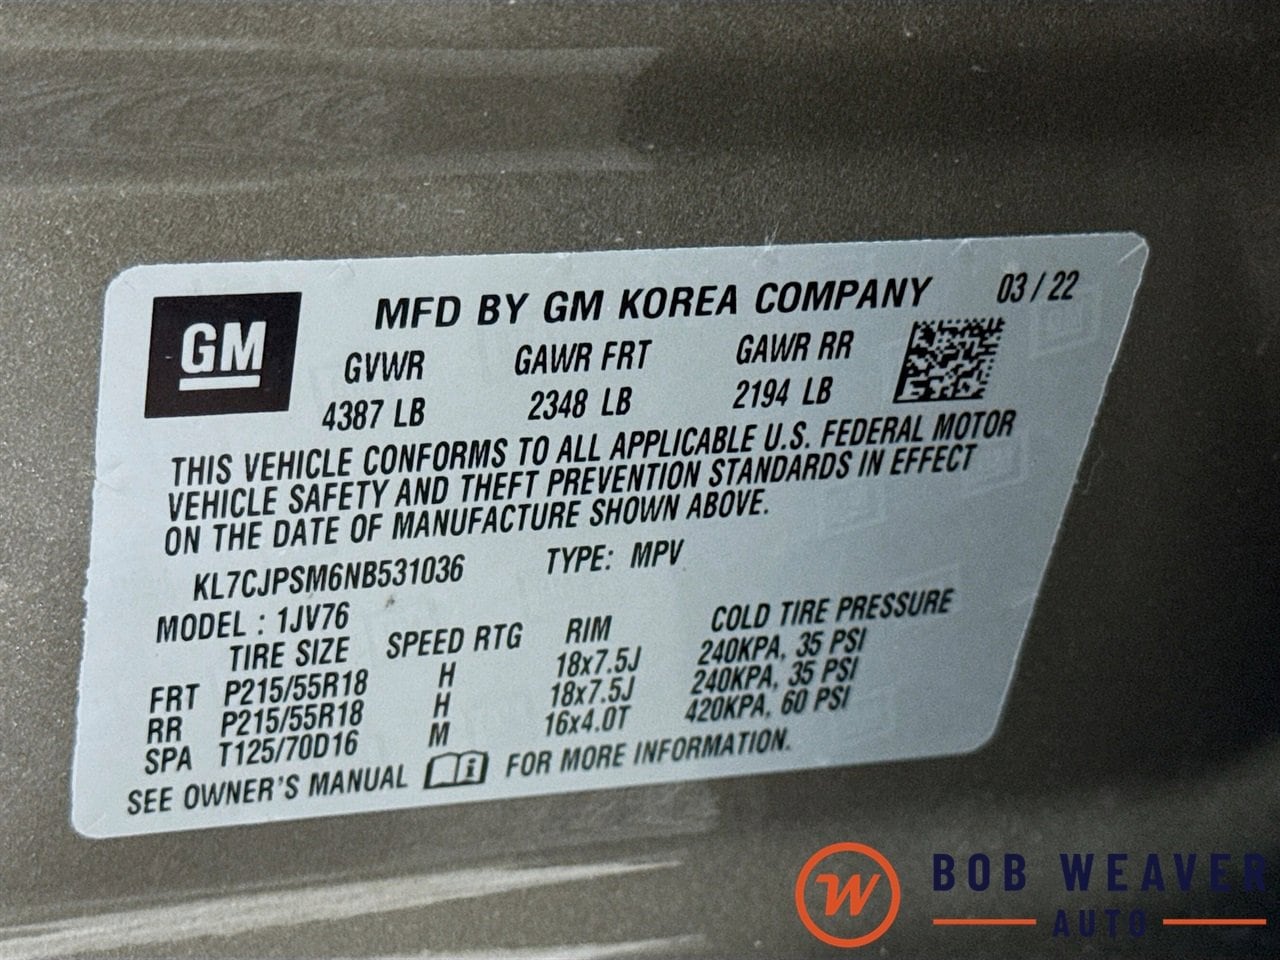 GM
MFD BY GM KOREA COMPANY 03/22
GVWR GAWR FRT GAWR RR
4387 LB 2348 LB 2194 LB
THIS VEHICLE CONFORMS TO ALL APPLICABLE U.S. FEDERAL MOTOR
VEHICLE SAFETY AND THEFT PREVENTION STANDARDS IN EFFECT
ON THE DATE OF MANUFACTURE SHOWN ABOVE.
KL7CJPSM6NB531036 TYPE: MPV
MODEL : 1JV76
TIRE SIZE SPEED RTG RIM COLD TIRE PRESSURE
FRT P215/55R18 H 18x7.5J 240KPA, 35 PSI
RR P215/55R18 H 18x7.5J 240KPA, 35 PSI
SPA T125/70D16 M 16x4.0T 420KPA, 60 PSI
SEE OWNER'S MANUAL i FOR MORE INFORMATION.
W BOB WEAVER
AUTO